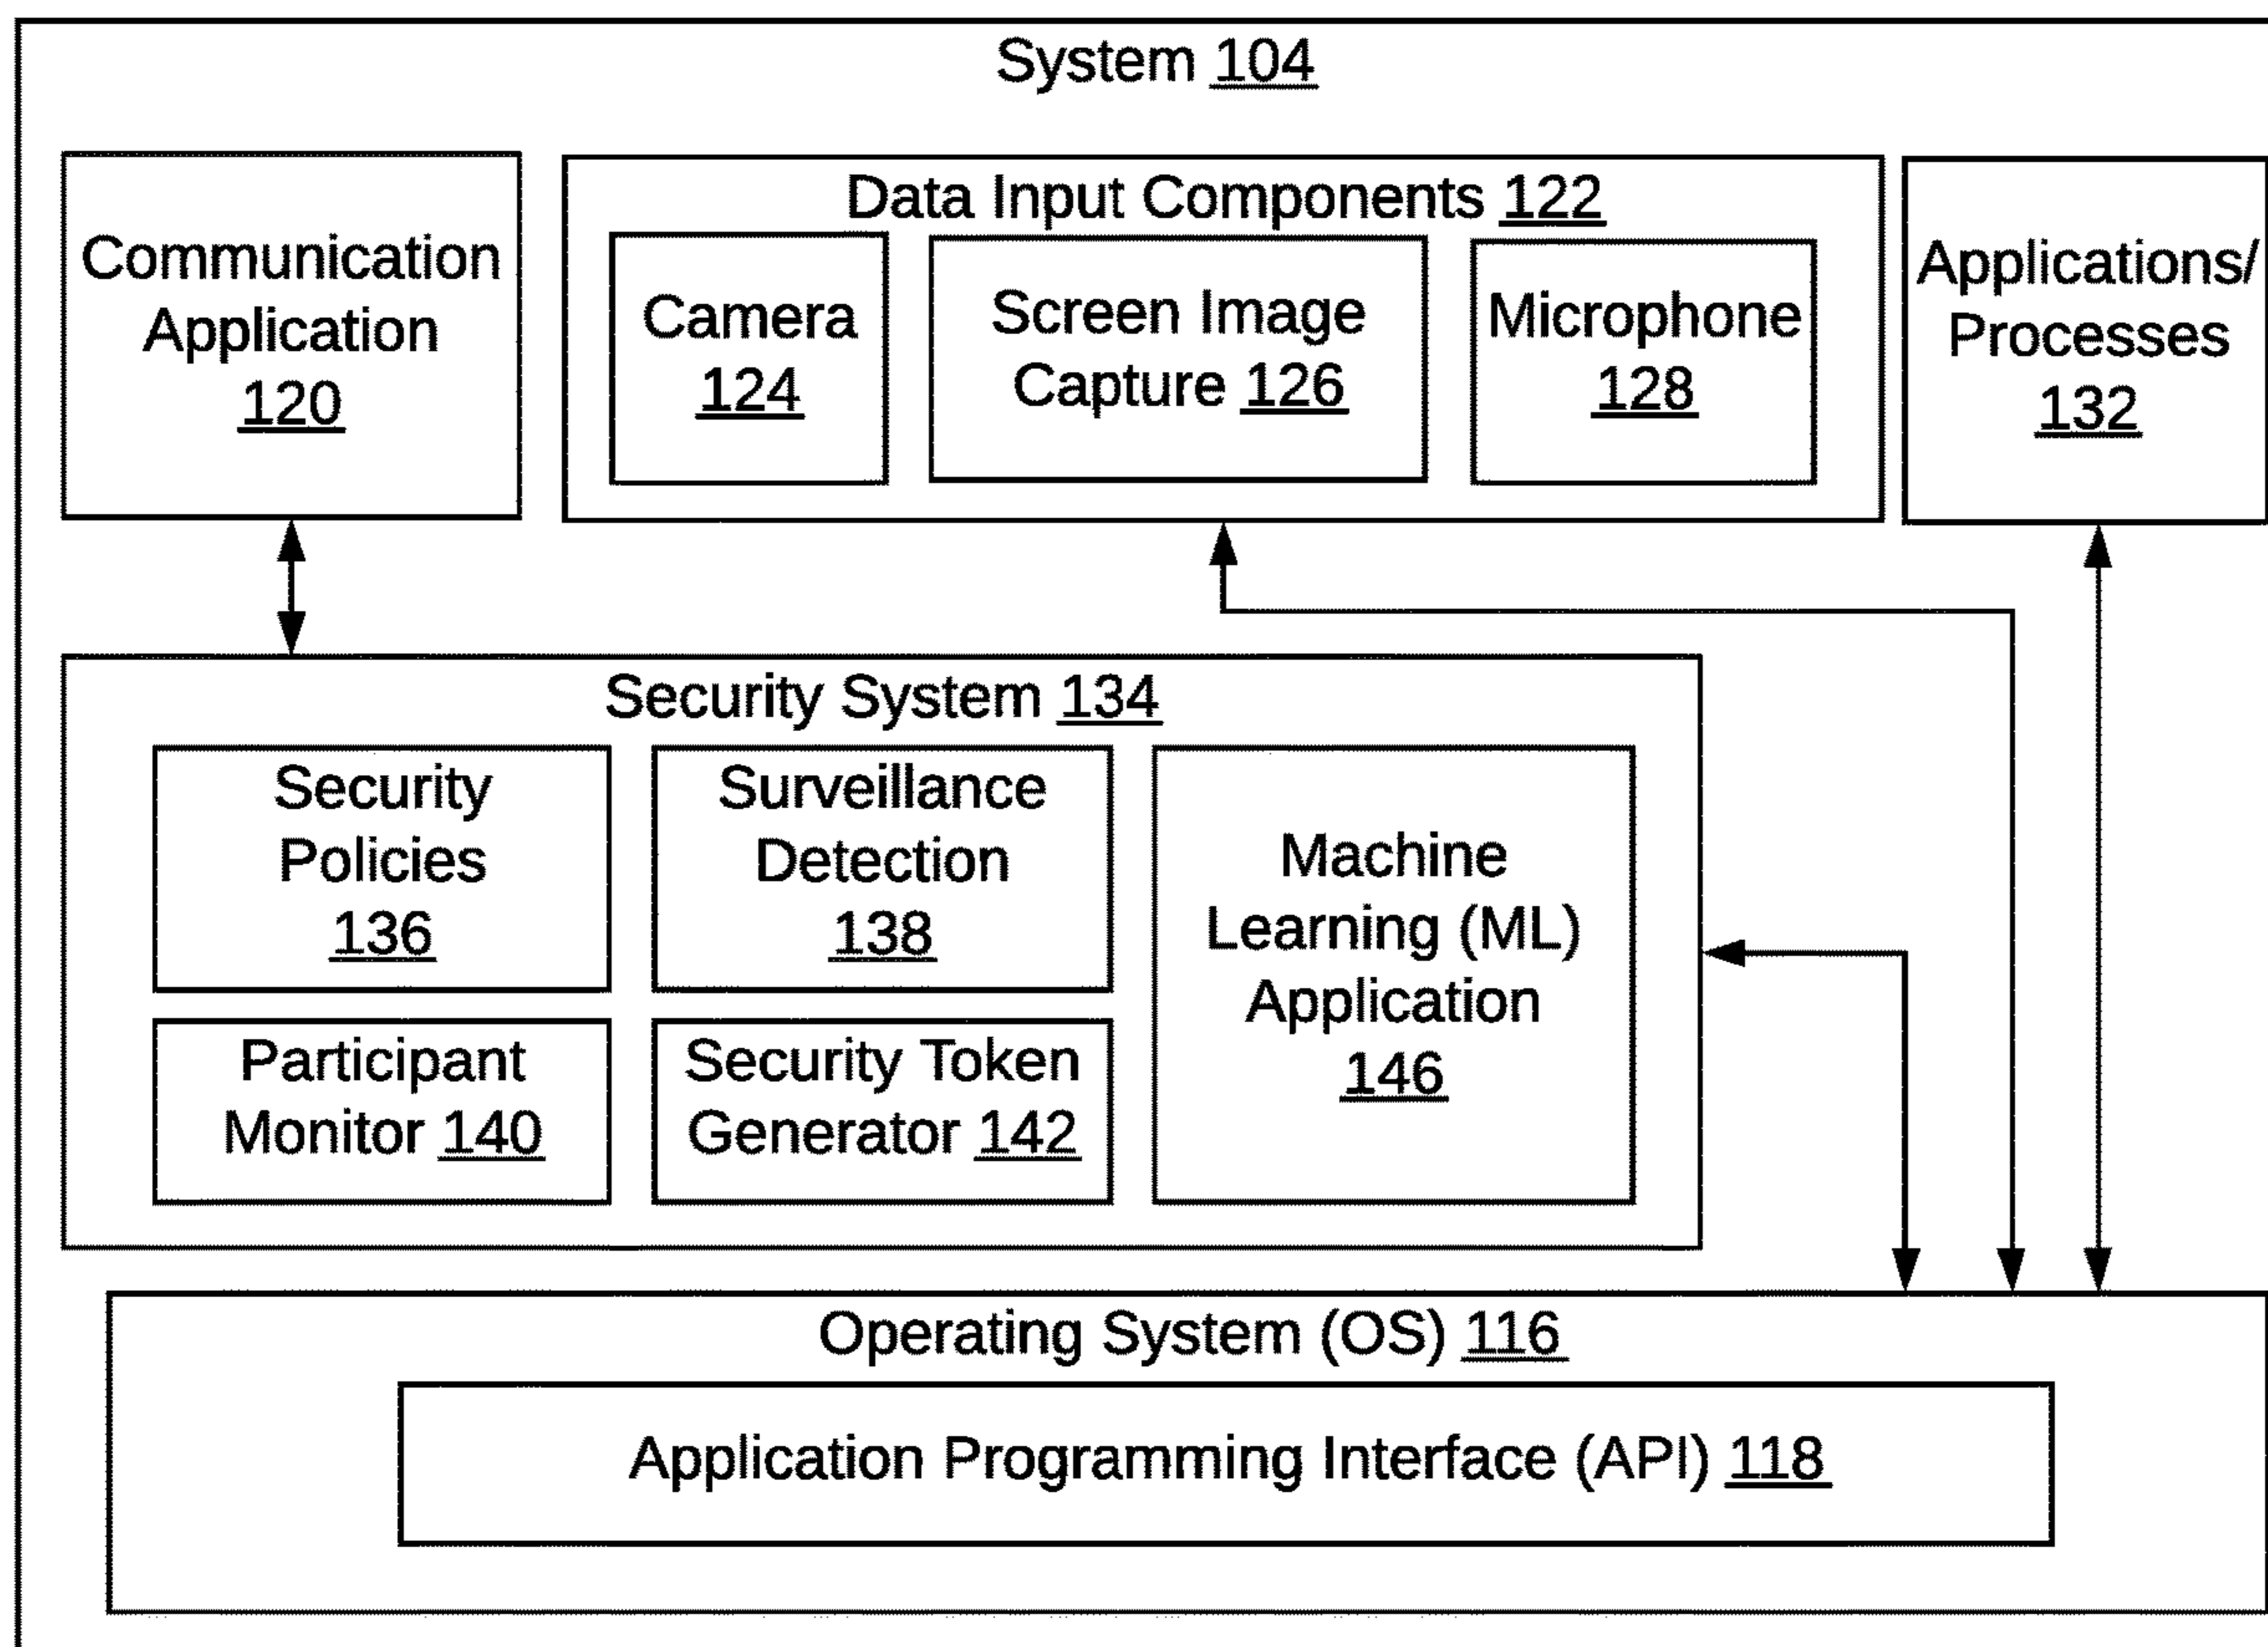 System 104
Communication
Application
120
Data Input Components 122
Camera
124
Screen Image
Capture 126
Microphone
128
Applications/
Processes
132
Security System 134
Security
Policies
136
Surveillance
Detection
138
Participant
Monitor 140
Security Token
Generator 142
Machine
Learning (ML)
Application
146
Operating System (OS) 116
Application Programming Interface (API) 118